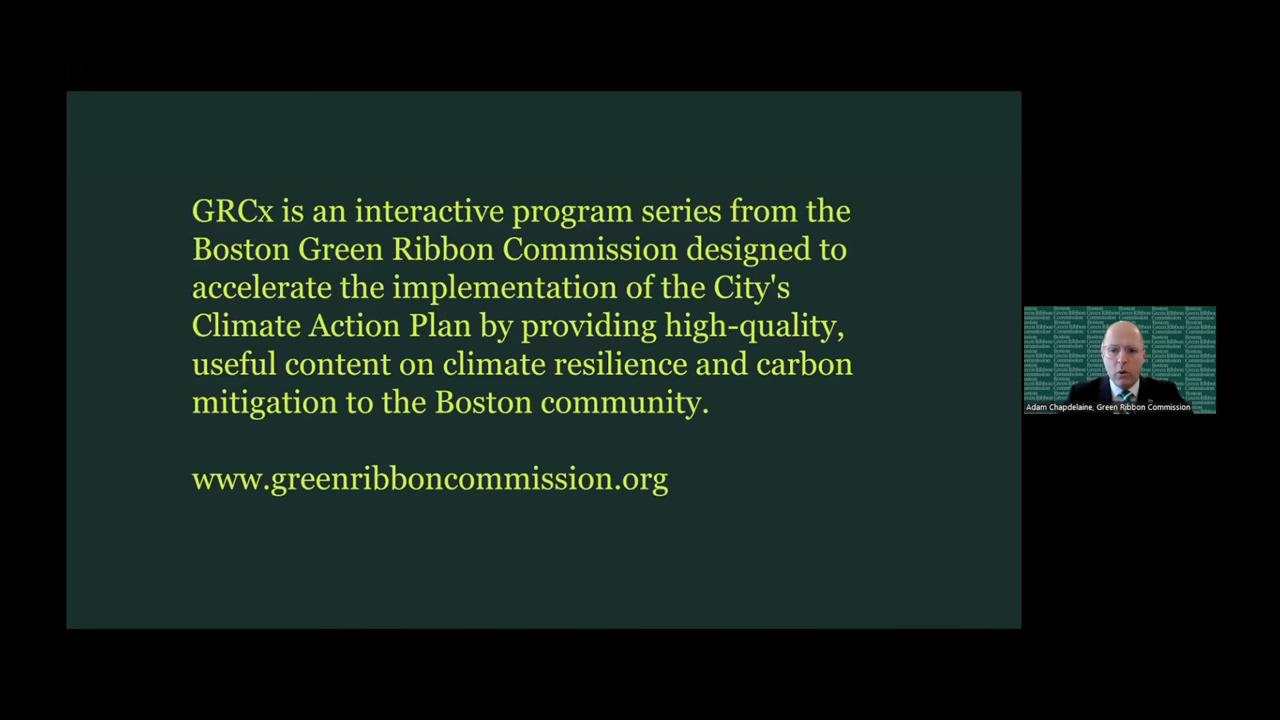 GRCx is an interactive program series from the
Boston Green Ribbon Commission designed to
accelerate the implementation of the City's
Climate Action Plan by providing high-quality,
useful content on climate resilience and carbon
mitigation to the Boston community.
www.greenribboncommission.org
Adam Chapdelaine, Green Ribbon Commission